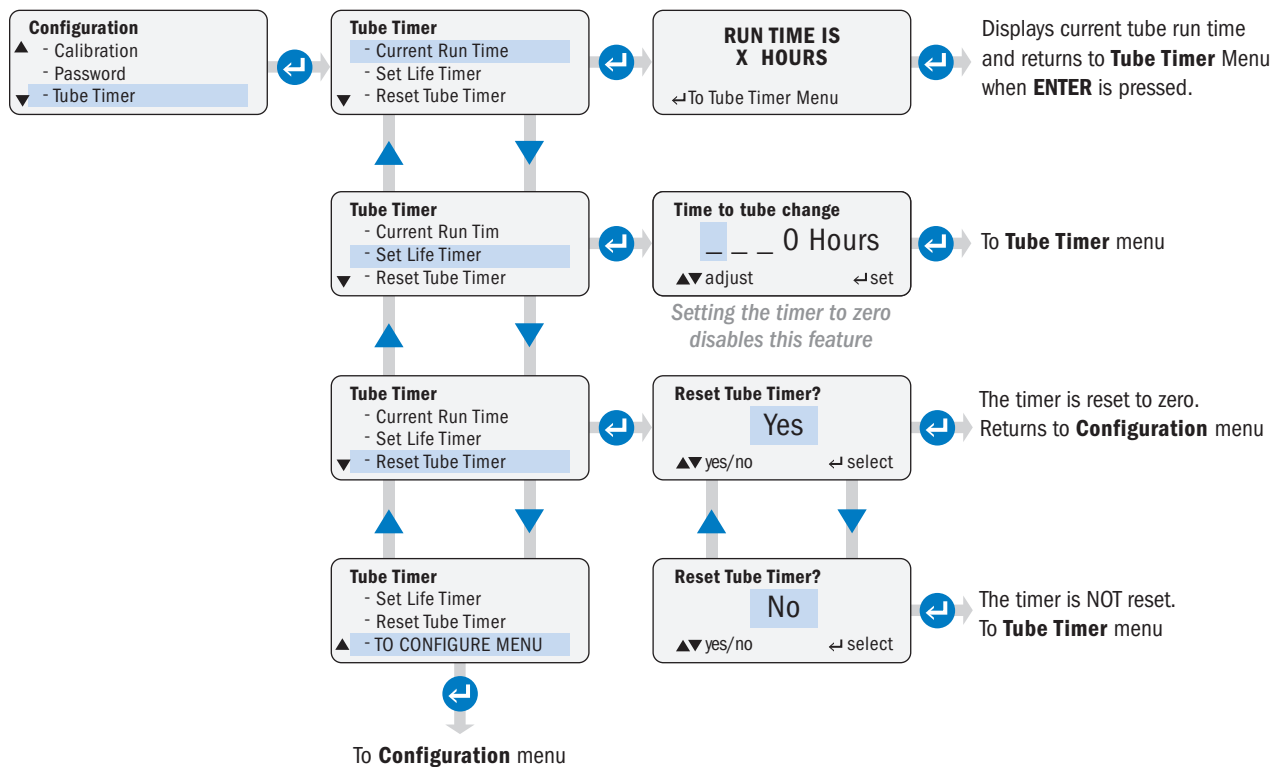 Configuration
- Calibration
- Password
- Tube Timer
Tube Timer
- Current Run Time
- Set Life Timer
- Reset Tube Timer
RUN TIME IS
X HOURS
↵To Tube Timer Menu
Displays current tube run time
and returns to Tube Timer Menu
when ENTER is pressed.
Tube Timer
- Current Run Tim
- Set Life Timer
- Reset Tube Timer
Time to tube change
_ _ _ 0 Hours
▲▼ adjust ↵ set
Setting the timer to zero
disables this feature
To Tube Timer menu
Tube Timer
- Current Run Time
- Set Life Timer
- Reset Tube Timer
Reset Tube Timer?
Yes
▲▼ yes/no ↵ select
The timer is reset to zero.
Returns to Configuration menu
Tube Timer
- Set Life Timer
- Reset Tube Timer
- TO CONFIGURE MENU
Reset Tube Timer?
No
▲▼ yes/no ↵ select
The timer is NOT reset.
To Tube Timer menu
To Configuration menu